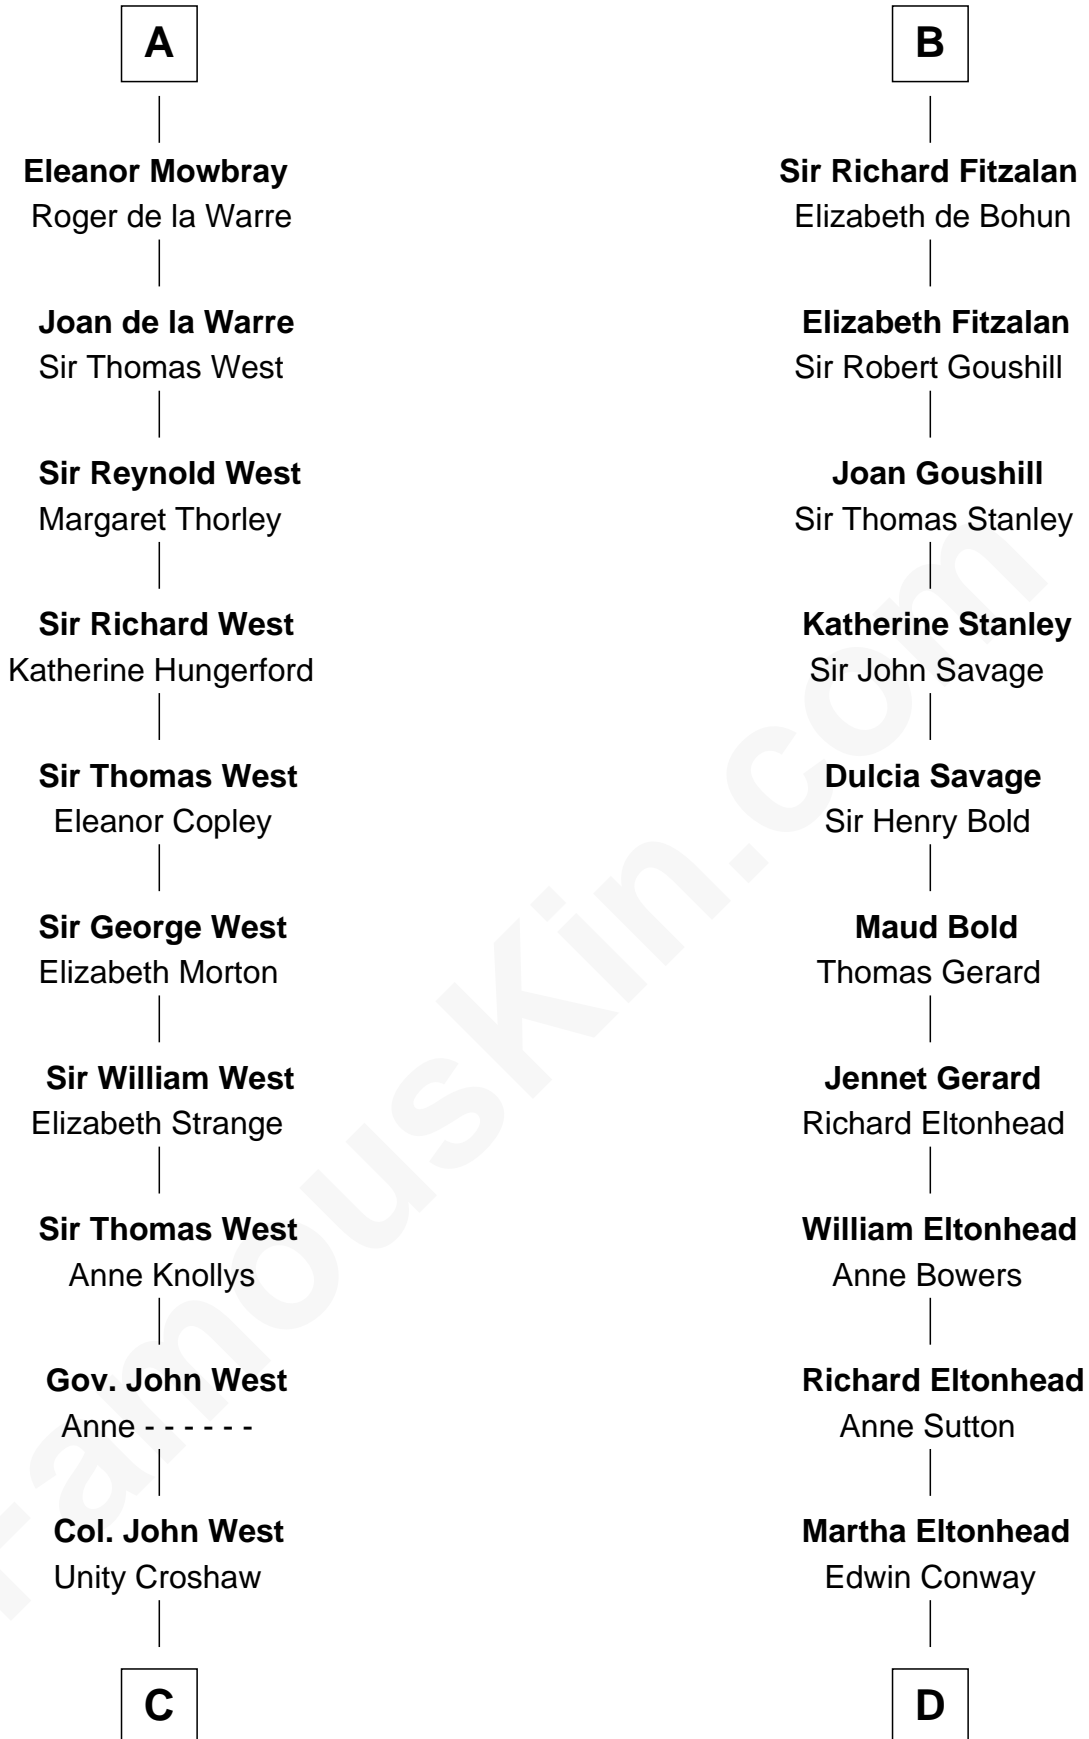 A
Eleanor Mowbray
Roger de la Warre
Joan de la Warre
Sir Thomas West
Sir Reynold West
Margaret Thorley
Sir Richard West
Katherine Hungerford
Sir Thomas West
Eleanor Copley
Sir George West
Elizabeth Morton
Sir William West
Elizabeth Strange
Sir Thomas West
Anne Knollys
Gov. John West
Anne - - - - - -
Col. John West
Unity Croshaw
C
B
Sir Richard Fitzalan
Elizabeth de Bohun
Elizabeth Fitzalan
Sir Robert Goushill
Joan Goushill
Sir Thomas Stanley
Katherine Stanley
Sir John Savage
Dulcia Savage
Sir Henry Bold
Maud Bold
Thomas Gerard
Jennet Gerard
Richard Eltonhead
William Eltonhead
Anne Bowers
Richard Eltonhead
Anne Sutton
Martha Eltonhead
Edwin Conway
D
FamousKin.com